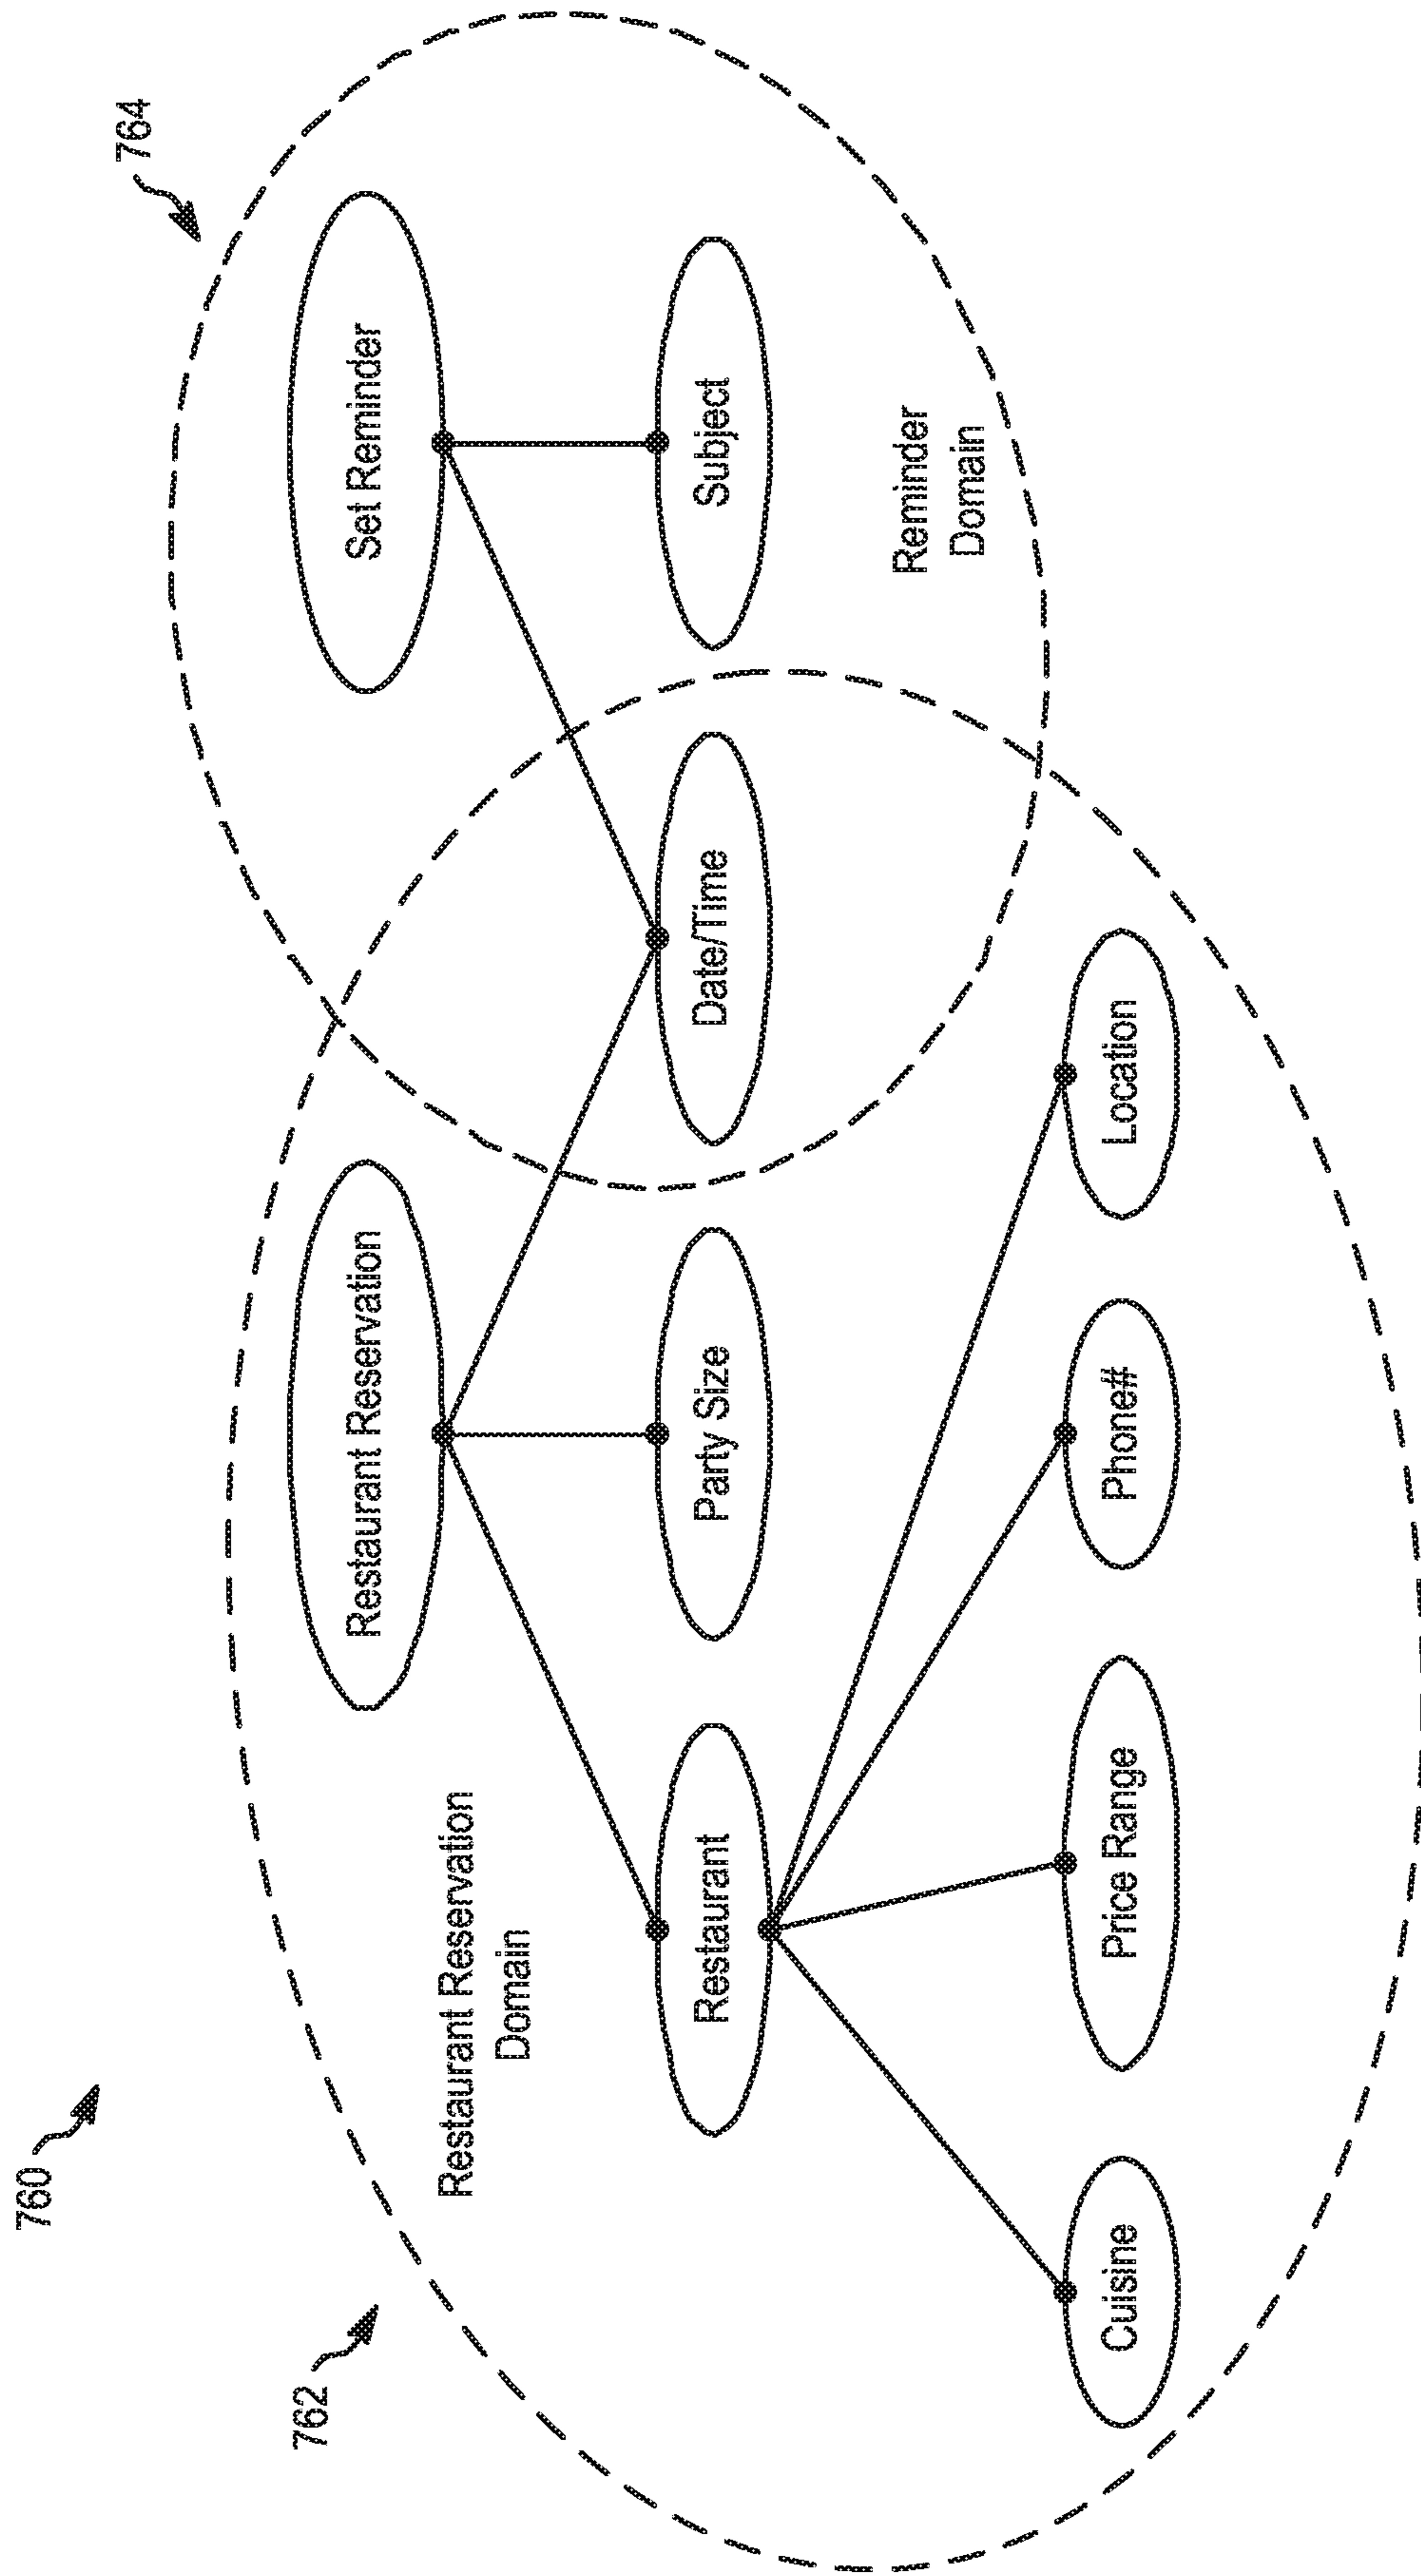 760
762
764
Restaurant Reservation
Set Reminder
Restaurant Reservation
Domain
Restaurant
Party Size
Date/Time
Subject
Reminder
Domain
Cuisine
Price Range
Phone#
Location